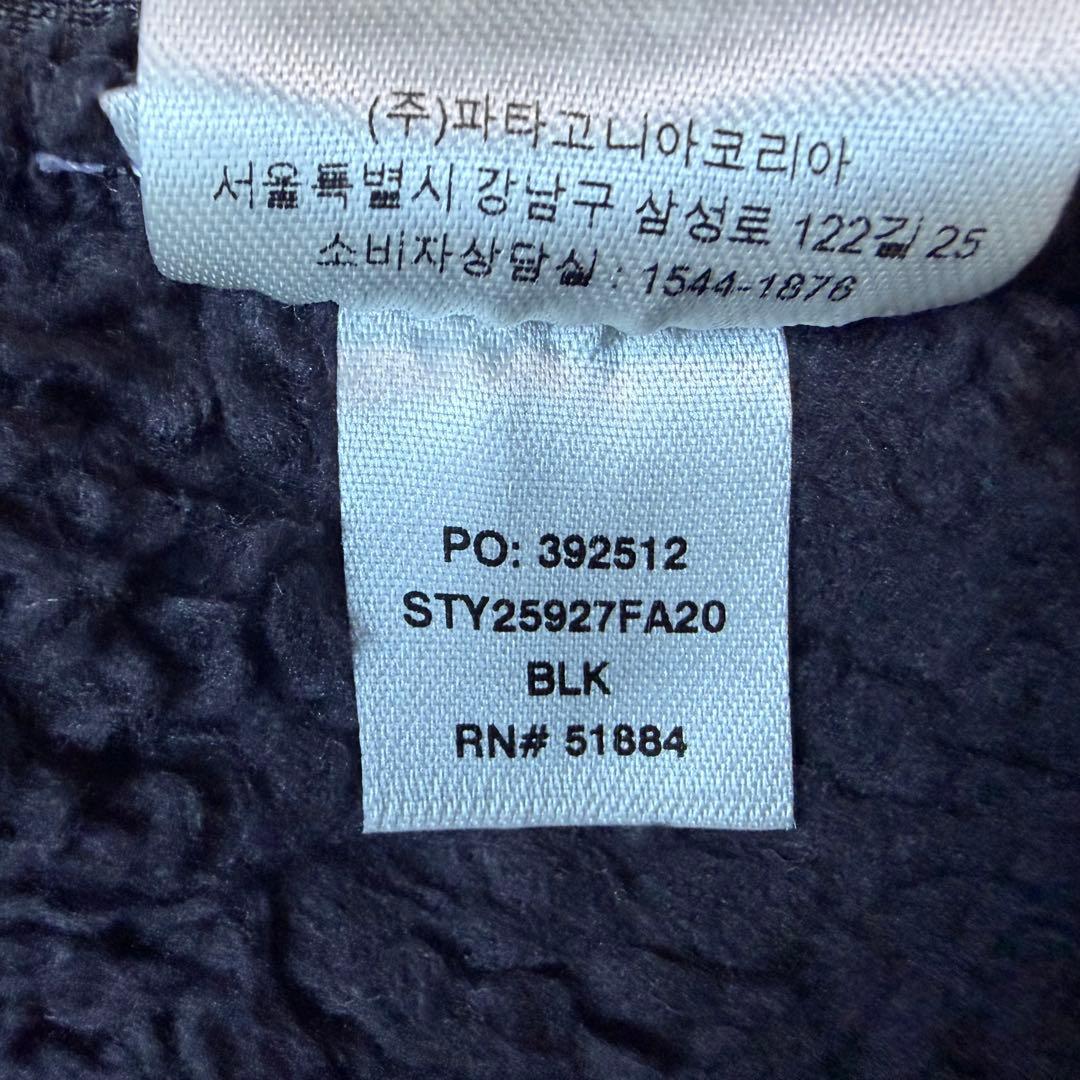 (주)파타고니아코리아
서울특별시 강남구 삼성로 122길 25
소비자상담실 : 1544-1876
PO: 392512
STY25927FA20
BLK
RN# 51884